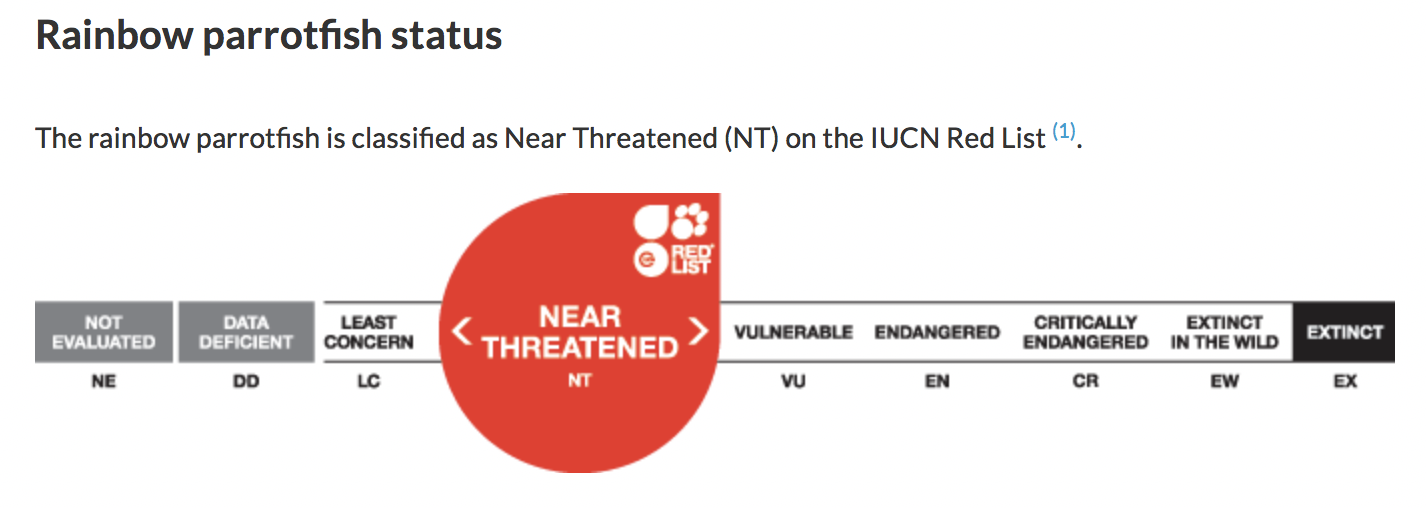 Rainbow parrotfish status
The rainbow parrotfish is classified as Near Threatened (NT) on the IUCN Red List (1).
RED
LIST
NOT
EVALUATED
NE
DATA
DEFICIENT
DD
LEAST
CONCERN
LC
< NEAR
THREATENED >
NT
VULNERABLE
VU
ENDANGERED
EN
CRITICALLY
ENDANGERED
CR
EXTINCT
IN THE WILD
EW
EXTINCT
EX